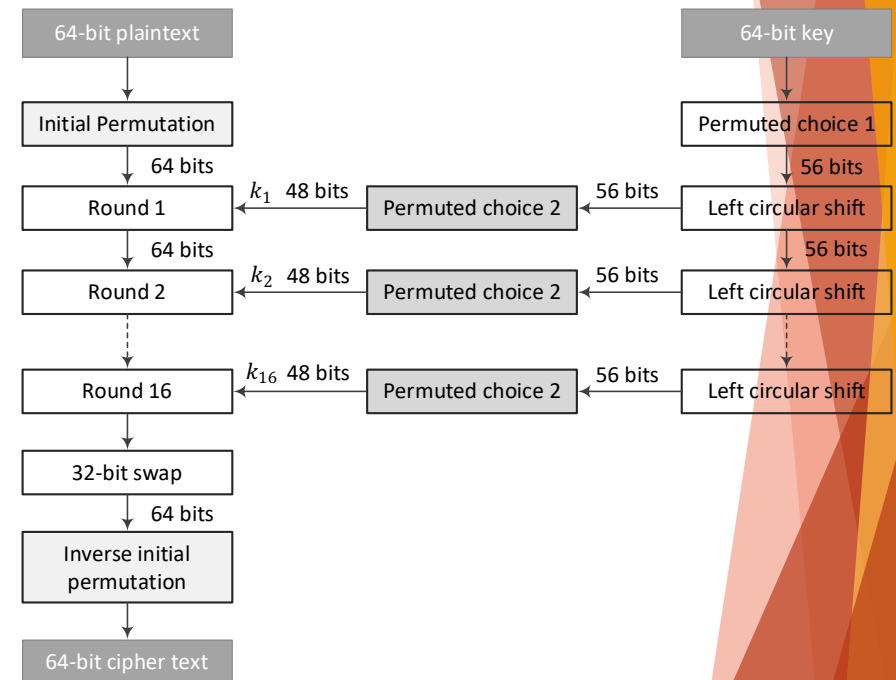 64-bit plaintext
64-bit key
Initial Permutation
Permuted choice 1
64 bits
56 bits
Round 1
k₁ 48 bits
Permuted choice 2
56 bits
Left circular shift
64 bits
56 bits
Round 2
k₂ 48 bits
Permuted choice 2
56 bits
Left circular shift
Round 16
k₁₆ 48 bits
Permuted choice 2
56 bits
Left circular shift
32-bit swap
64 bits
Inverse initial
permutation
64-bit cipher text